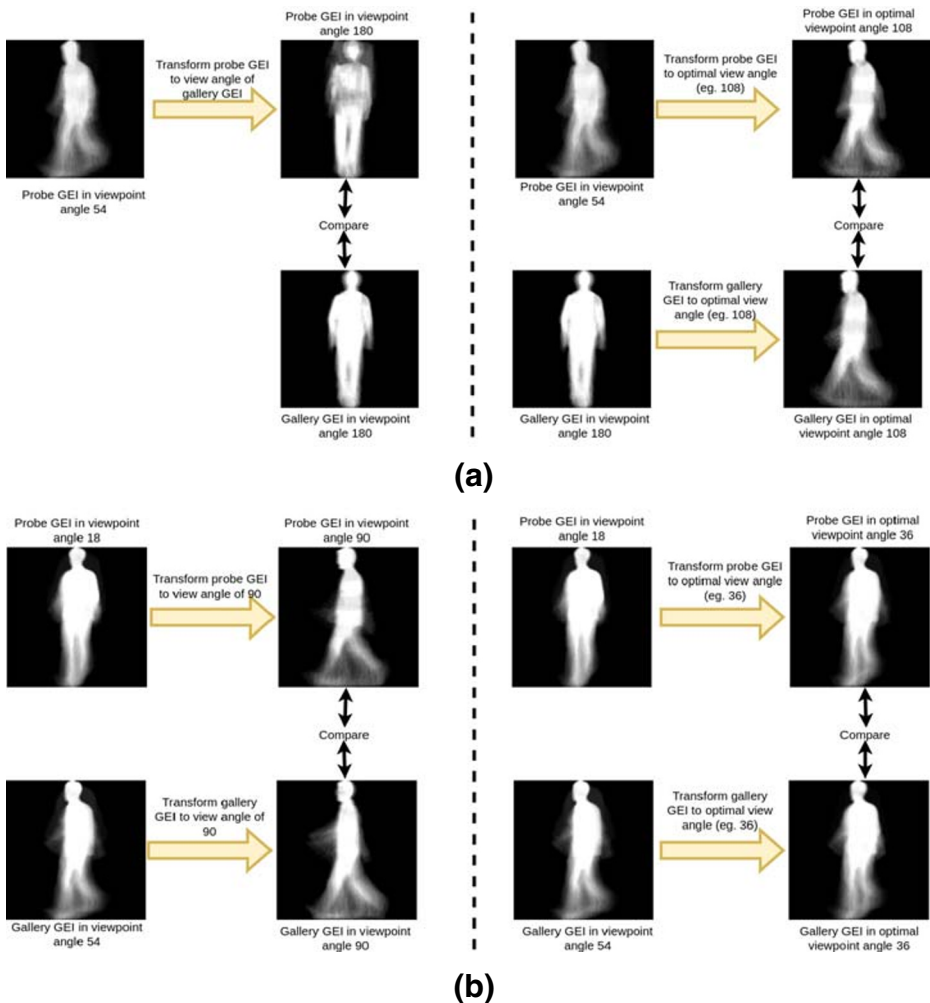 Probe GEI in viewpoint
angle 180
Transform probe GEI
to view angle of
gallery GEI
Probe GEI in viewpoint
angle 54
Compare
Gallery GEI in viewpoint
angle 180
Probe GEI in optimal
viewpoint angle 108
Transform probe GEI
to optimal view angle
(eg. 108)
Probe GEI in viewpoint
angle 54
Compare
Transform gallery
GEI to optimal view
angle (eg. 108)
Gallery GEI in viewpoint
angle 180
Gallery GEI in optimal
viewpoint angle 108
(a)
Probe GEI in viewpoint
angle 18
Probe GEI in viewpoint
angle 90
Transform probe GEI
to view angle of 90
Compare
Transform gallery
GEI to view angle of
90
Gallery GEI in viewpoint
angle 54
Gallery GEI in viewpoint
angle 90
Probe GEI in viewpoint
angle 18
Probe GEI in optimal
viewpoint angle 36
Transform probe GEI
to optimal view angle
(eg. 36)
Compare
Transform gallery
GEI to optimal view
angle (eg. 36)
Gallery GEI in viewpoint
angle 54
Gallery GEI in optimal
viewpoint angle 36
(b)